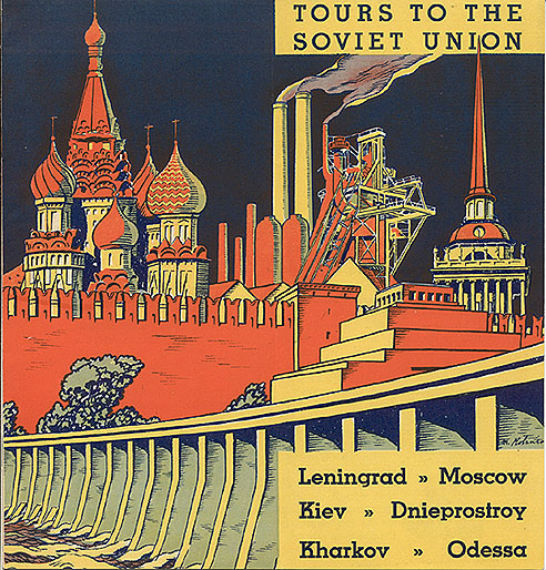 TOURS TO THE
SOVIET UNION
Leningrad » Moscow
Kiev » Dnieprostroy
Kharkov » Odessa